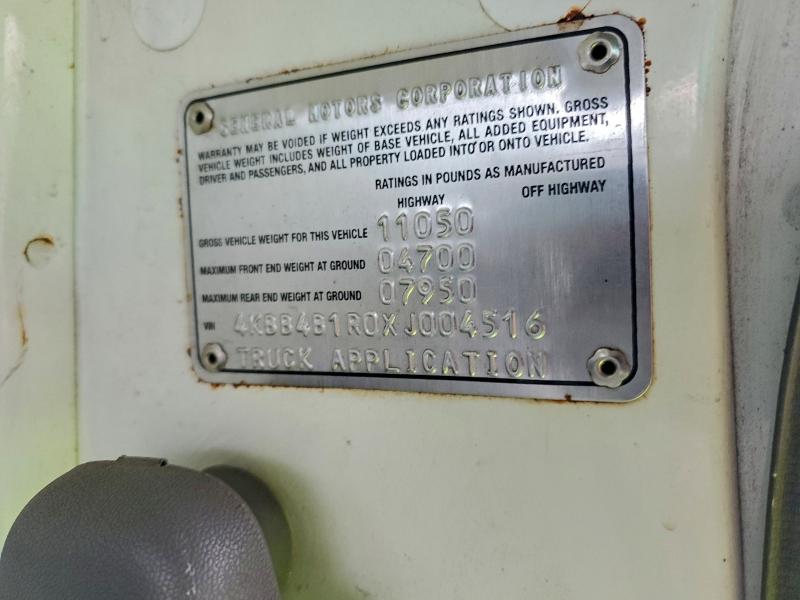 GENERAL MOTORS CORPORATION
WARRANTY MAY BE VOIDED IF WEIGHT EXCEEDS ANY RATINGS SHOWN. GROSS
VEHICLE WEIGHT INCLUDES WEIGHT OF BASE VEHICLE, ALL ADDED EQUIPMENT,
DRIVER AND PASSENGERS, AND ALL PROPERTY LOADED INTO OR ONTO VEHICLE.
RATINGS IN POUNDS AS MANUFACTURED
HIGHWAY OFF HIGHWAY
GROSS VEHICLE WEIGHT FOR THIS VEHICLE 11050
MAXIMUM FRONT END WEIGHT AT GROUND 04700
MAXIMUM REAR END WEIGHT AT GROUND 07950
VIN 4KBB4B1R0XJ004516
TRUCK APPLICATION